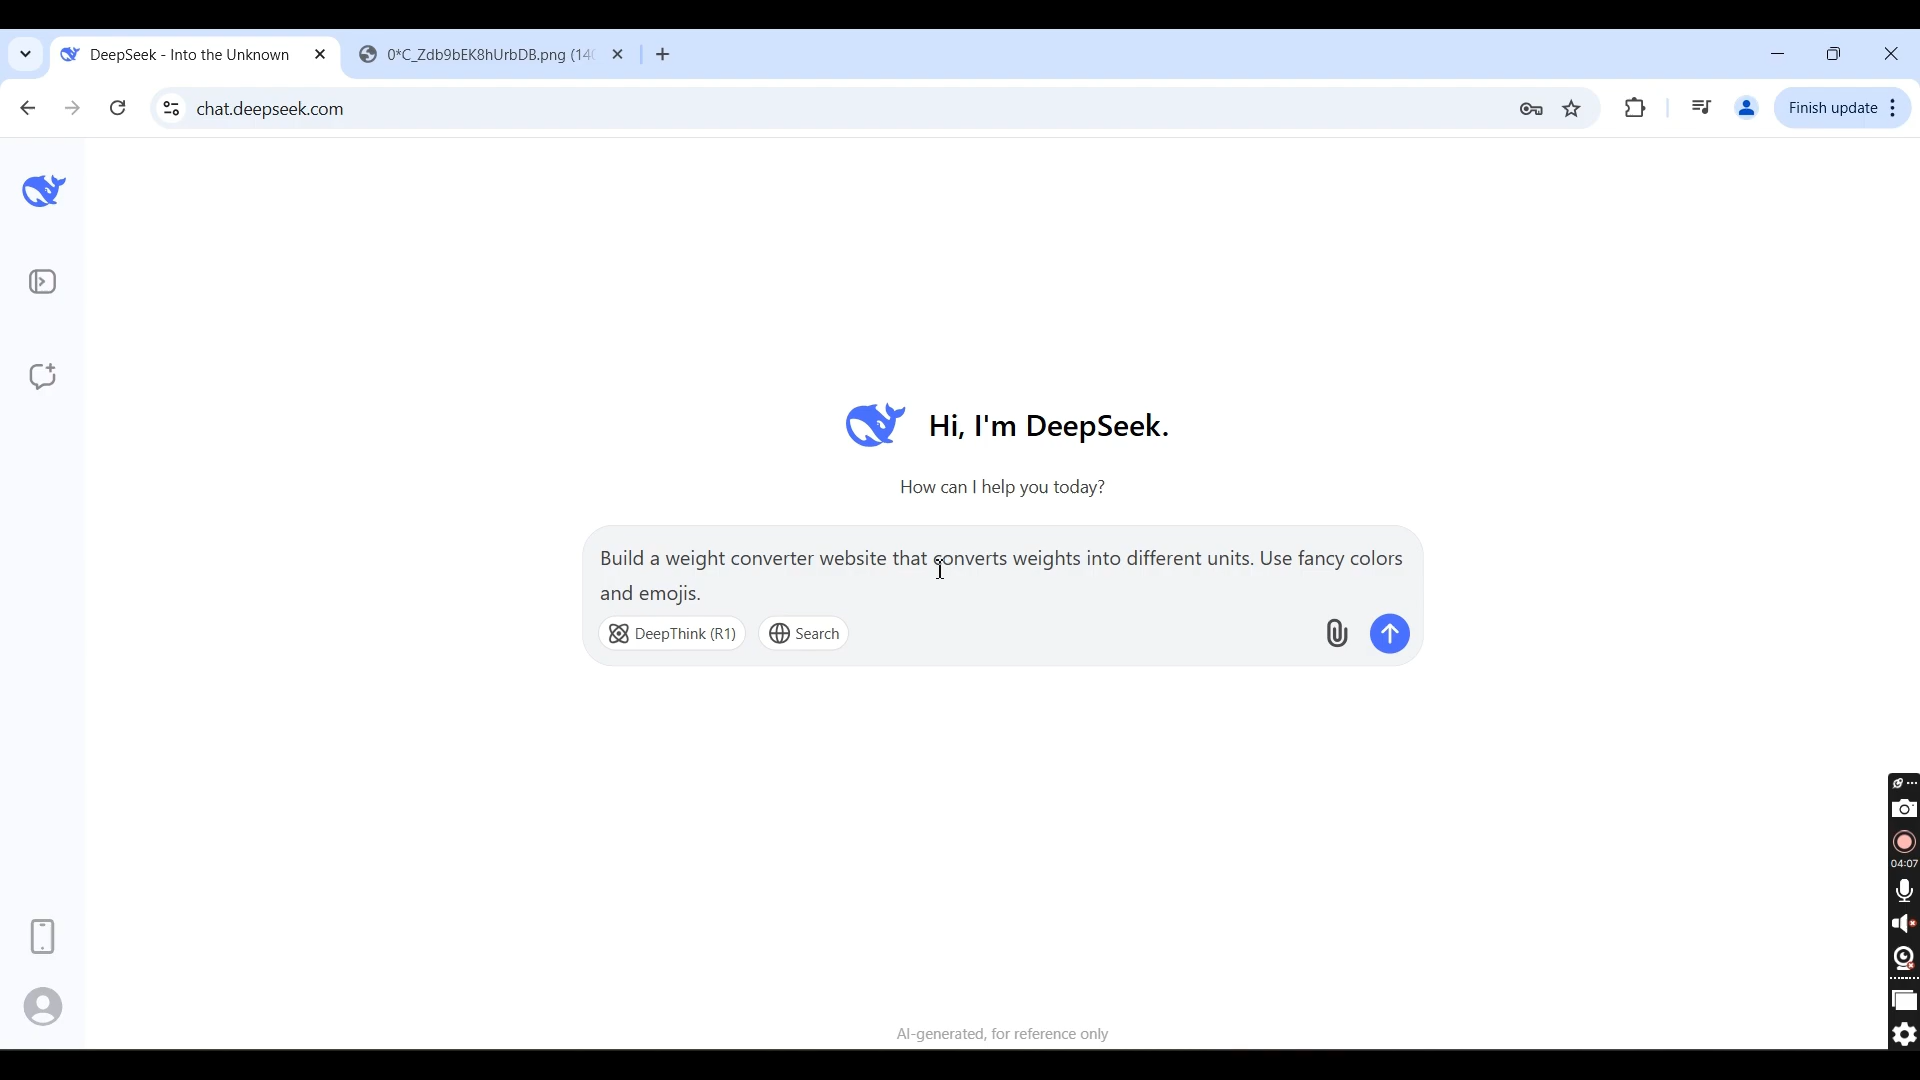 DeepSeek - Into the Unknown
0*C_Zdb9bEK8hUrbDB.png (140
chat.deepseek.com
Finish update
Hi, I'm DeepSeek.
How can I help you today?
Build a weight converter website that converts weights into different units. Use fancy colors
and emojis.
DeepThink (R1)
Search
04:07
AI-generated, for reference only